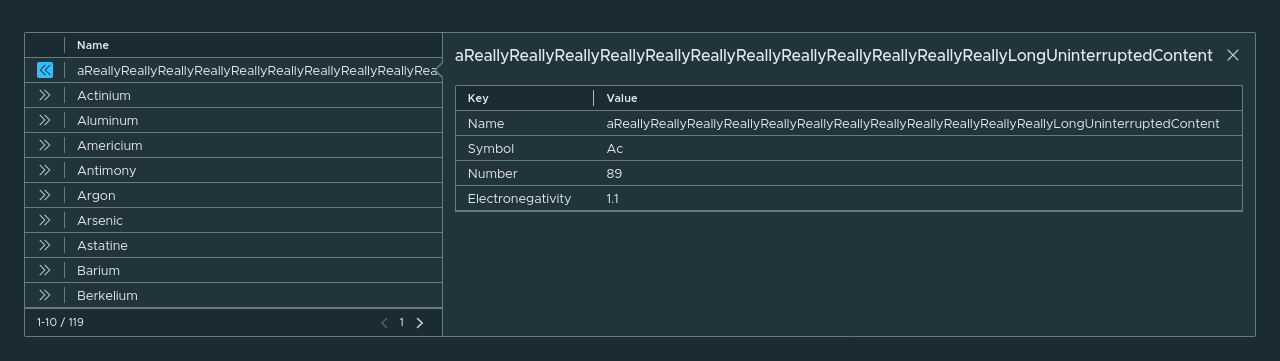 Name
aReallyReallyReallyReallyReallyReallyReallyReallyReallyRea
Actinium
Aluminum
Americium
Antimony
Argon
Arsenic
Astatine
Barium
Berkelium
1-10 / 119
1
aReallyReallyReallyReallyReallyReallyReallyReallyReallyReallyReallyReallyLongUninterruptedContent
Key Value
Name aReallyReallyReallyReallyReallyReallyReallyReallyReallyReallyReallyReallyLongUninterruptedContent
Symbol Ac
Number 89
Electronegativity 1.1